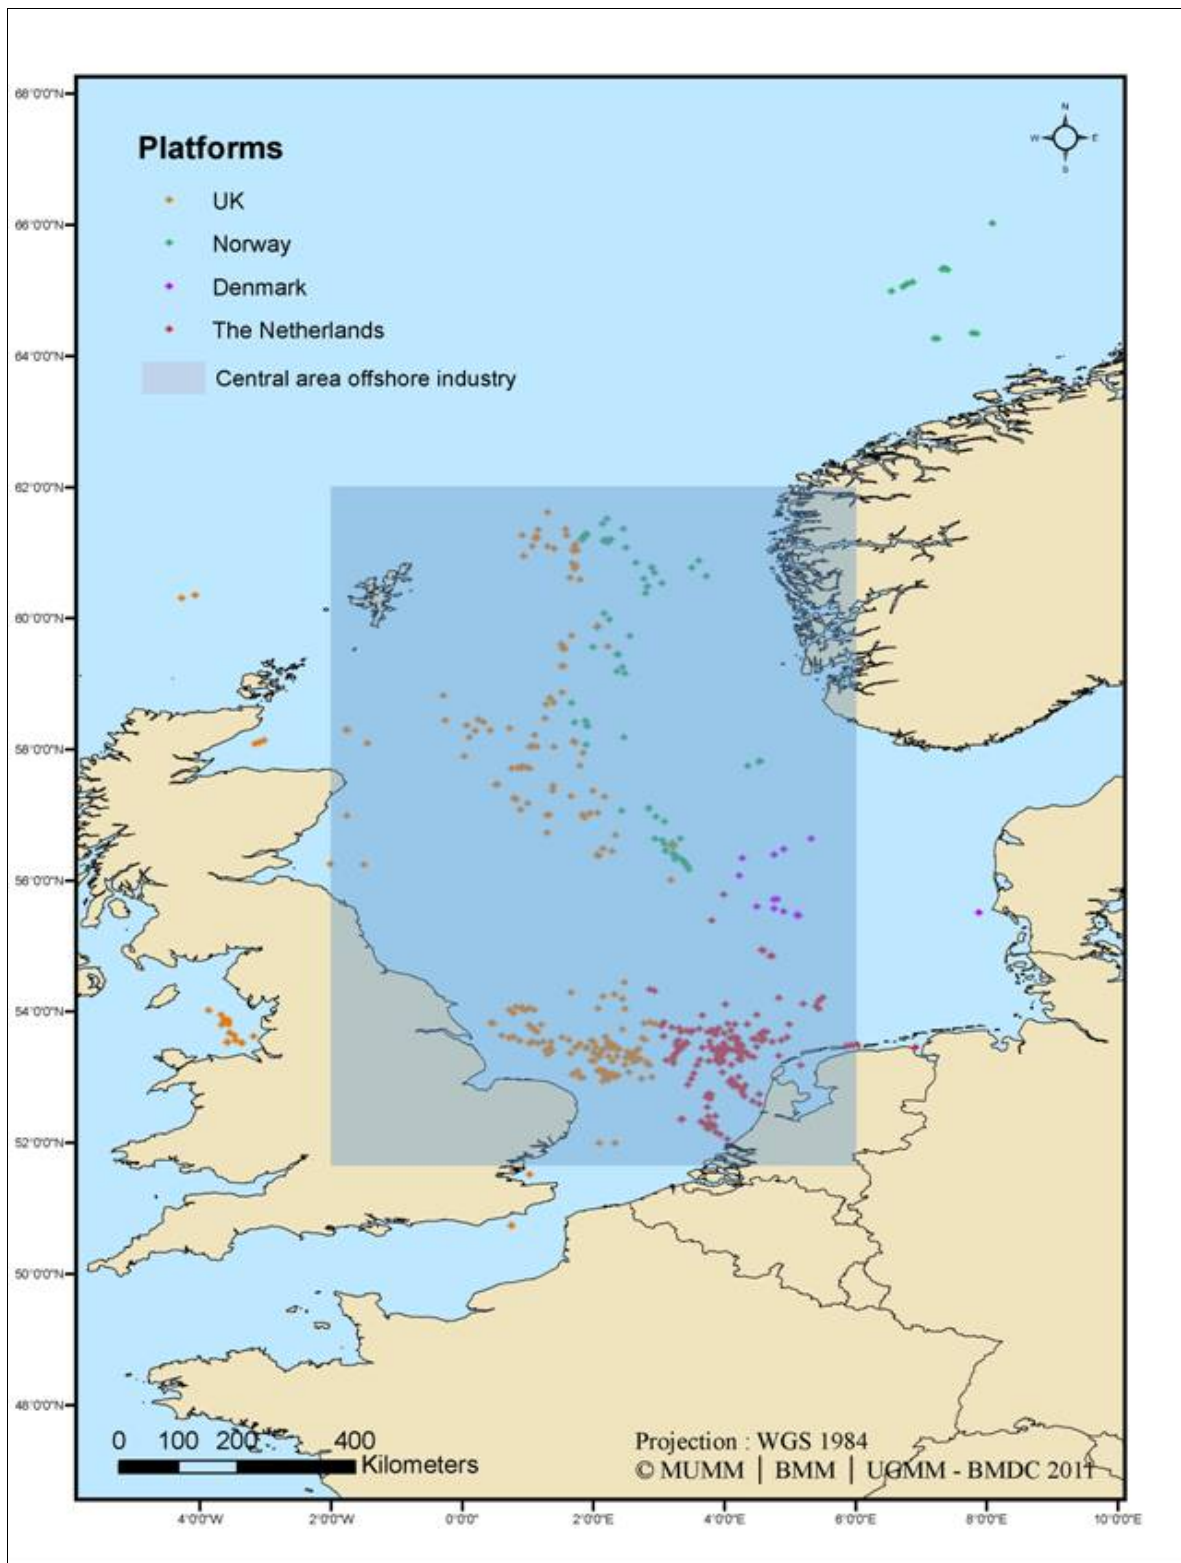 Platforms
UK
Norway
Denmark
The Netherlands
Central area offshore industry
N
W E
S
68°0'0"N
66°0'0"N
64°0'0"N
62°0'0"N
60°0'0"N
58°0'0"N
56°0'0"N
54°0'0"N
52°0'0"N
50°0'0"N
48°0'0"N
0 100 200 400
Kilometers
Projection : WGS 1984
© MUMM | BMM | UGMM - BMDC 2011
4°0'0"W 2°0'0"W 0°0'0" 2°0'0"E 4°0'0"E 6°0'0"E 8°0'0"E 10°0'0"E